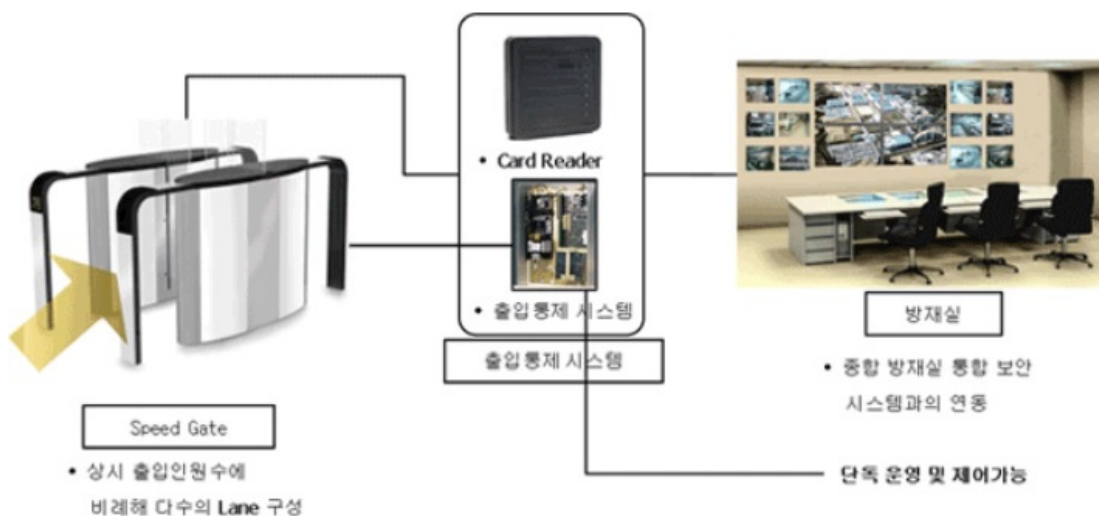 • Card Reader
• 출입통제 시스템
출입통제 시스템
방재실
• 종합 방재실 통합 보안
시스템과의 연동
Speed Gate
• 상시 출입인원수에
비례해 다수의 Lane 구성
단독 운영 및 제어가능